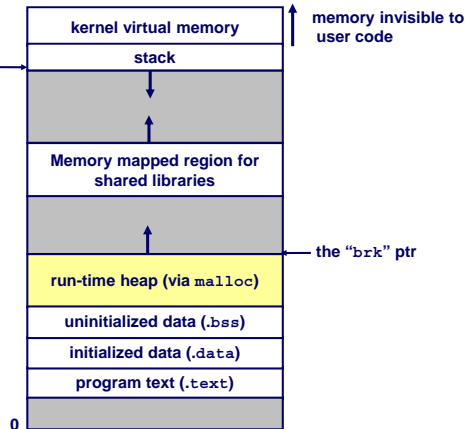 kernel virtual memory
memory invisible to
user code
stack
Memory mapped region for
shared libraries
the “brk” ptr
run-time heap (via malloc)
uninitialized data (.bss)
initialized data (.data)
program text (.text)
0